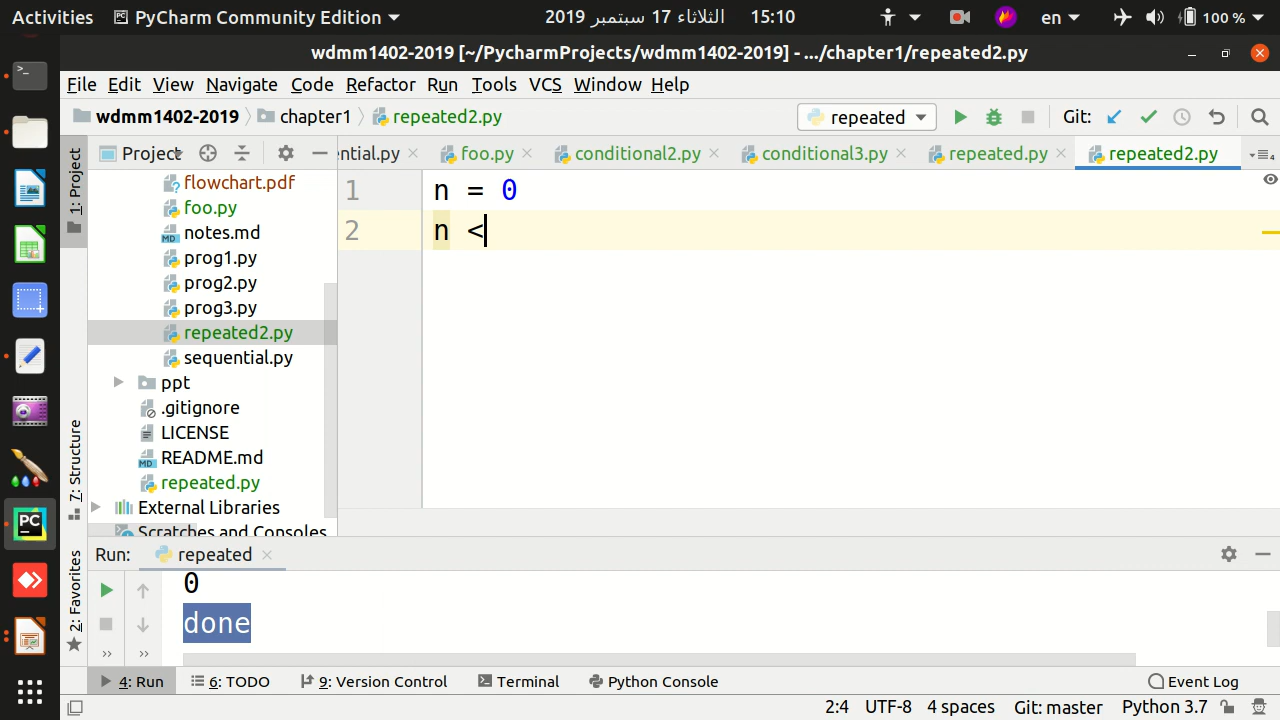 Activities PyCharm Community Edition 2019 الثلاثاء 17 سبتمبر 15:10 en 100 %
wdmm1402-2019 [~/PycharmProjects/wdmm1402-2019] - .../chapter1/repeated2.py
File Edit View Navigate Code Refactor Run Tools VCS Window Help
wdmm1402-2019 chapter1 repeated2.py repeated Git:
1: Project
Project
ential.py foo.py conditional2.py conditional3.py repeated.py repeated2.py
4
flowchart.pdf
foo.py
notes.md
prog1.py
prog2.py
prog3.py
repeated2.py
sequential.py
ppt
.gitignore
LICENSE
README.md
repeated.py
External Libraries
Scratches and Consoles
1 n = 0
2 n <
7: Structure
2: Favorites
Run: repeated
0
done
4: Run 6: TODO 9: Version Control Terminal Python Console Event Log
2:4 UTF-8 4 spaces Git: master Python 3.7